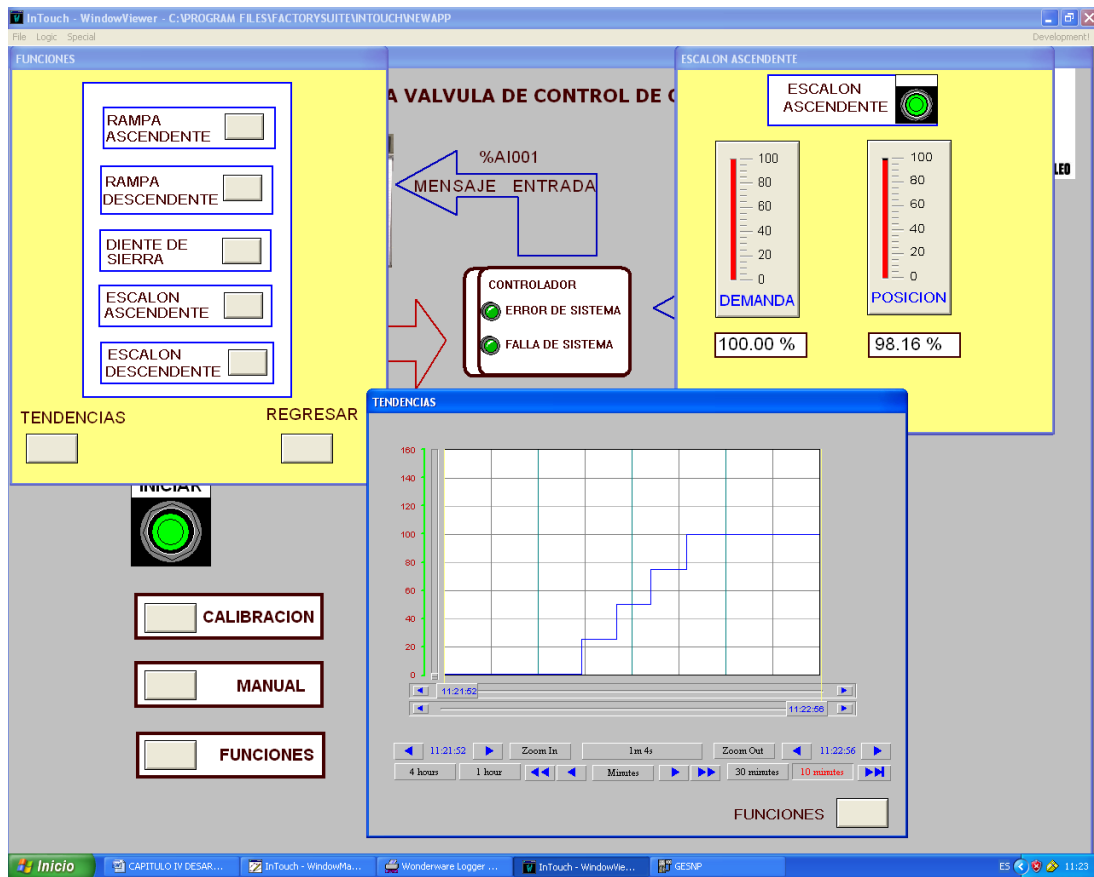 InTouch - WindowViewer - C:\PROGRAM FILES\FACTORYSUITE\INTOUCH\NEWAPP
File Logic Special
Development!
FUNCIONES
RAMPA
ASCENDENTE
RAMPA
DESCENDENTE
DIENTE DE
SIERRA
ESCALON
ASCENDENTE
ESCALON
DESCENDENTE
TENDENCIAS
REGRESAR
A VALVULA DE CONTROL DE
%AI001
MENSAJE ENTRADA
CONTROLADOR
ERROR DE SISTEMA
FALLA DE SISTEMA
ESCALON ASCENDENTE
ESCALON
ASCENDENTE
100
80
60
40
20
0
DEMANDA
100.00 %
100
80
60
40
20
0
POSICION
98.16 %
LEO
INICIAR
CALIBRACION
MANUAL
FUNCIONES
TENDENCIAS
160
140
120
100
80
60
40
20
0
11:21:52
11:22:56
11:21:52
Zoom In
1m 4s
Zoom Out
11:22:56
4 hours
1 hour
Minutes
30 minutes
10 minutes
FUNCIONES
Inicio
CAPITULO IV DESAR...
InTouch - WindowMa...
Wonderware Logger ...
InTouch - WindowVie...
GESNP
ES
11:23